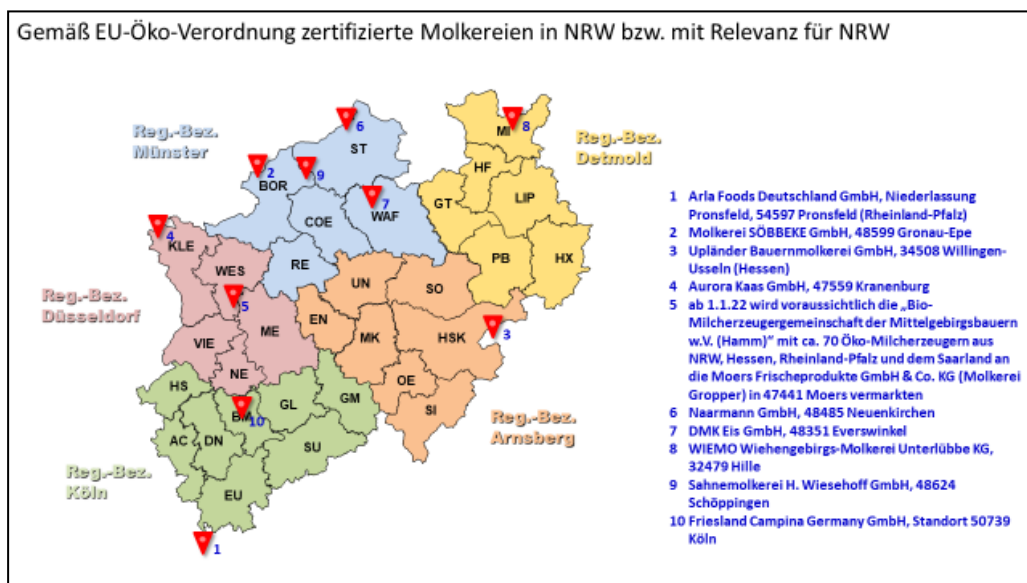 Gemäß EU-Öko-Verordnung zertifizierte Molkereien in NRW bzw. mit Relevanz für NRW
Reg.-Bez.
Münster
Reg.-Bez.
Detmold
Reg.-Bez.
Düsseldorf
Reg.-Bez.
Arnsberg
Reg.-Bez.
Köln
6
ST
MI
8
HF
2
BOR
9
LIP
GT
7
WAF
COE
4
KLE
PB
HX
RE
WES
UN
SO
5
ME
EN
MK
HSK
3
VIE
NE
OE
HS
GL
GM
SI
10
AC
DN
SU
EU
1
1 Arla Foods Deutschland GmbH, Niederlassung
Pronsfeld, 54597 Pronsfeld (Rheinland-Pfalz)
2 Molkerei SÖBBEKE GmbH, 48599 Gronau-Epe
3 Upländer Bauernmolkerei GmbH, 34508 Willingen-
Usseln (Hessen)
4 Aurora Kaas GmbH, 47559 Kranenburg
5 ab 1.1.22 wird voraussichtlich die „Bio-
Milcherzeugergemeinschaft der Mittelgebirgsbauern
w.V. (Hamm)" mit ca. 70 Öko-Milcherzeugern aus
NRW, Hessen, Rheinland-Pfalz und dem Saarland an
die Moers Frischeprodukte GmbH & Co. KG (Molkerei
Gropper) in 47441 Moers vermarkten
6 Naarmann GmbH, 48485 Neuenkirchen
7 DMK Eis GmbH, 48351 Everswinkel
8 WIEMO Wiehengebirgs-Molkerei Unterlübbe KG,
32479 Hille
9 Sahnemolkerei H. Wiesehoff GmbH, 48624
Schöppingen
10 Friesland Campina Germany GmbH, Standort 50739
Köln